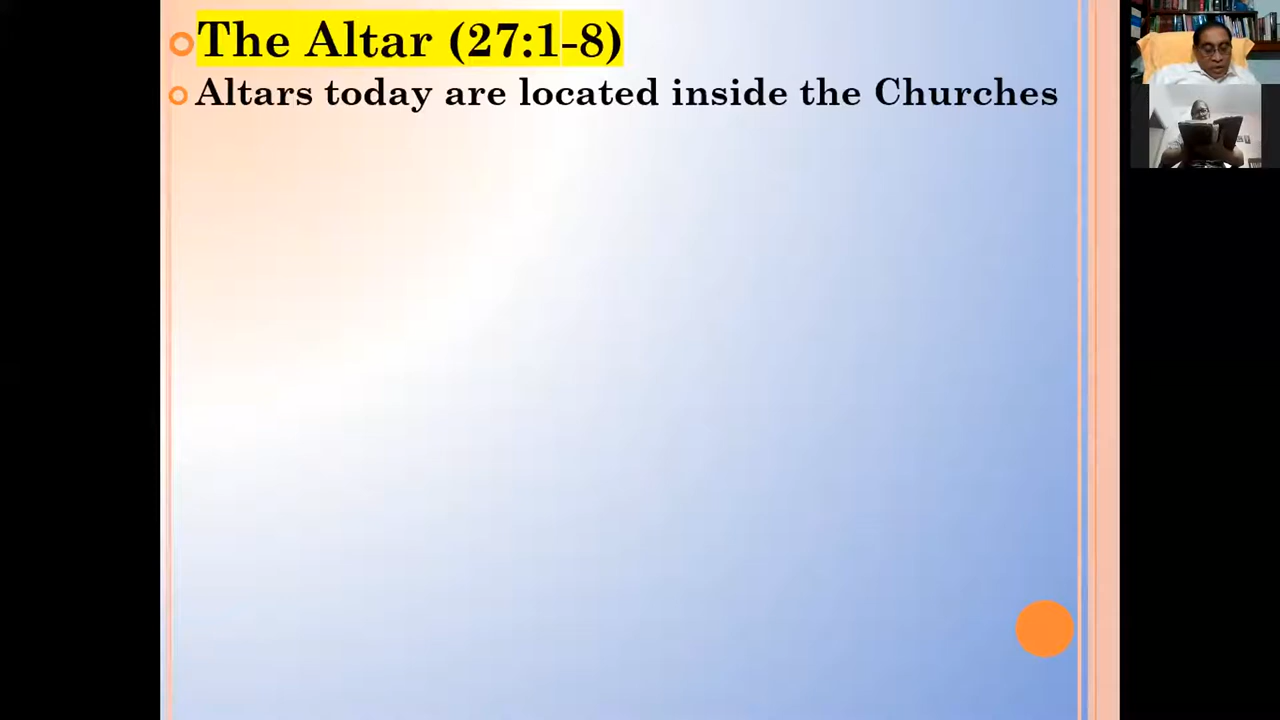 The Altar (27:1-8)
Altars today are located inside the Churches